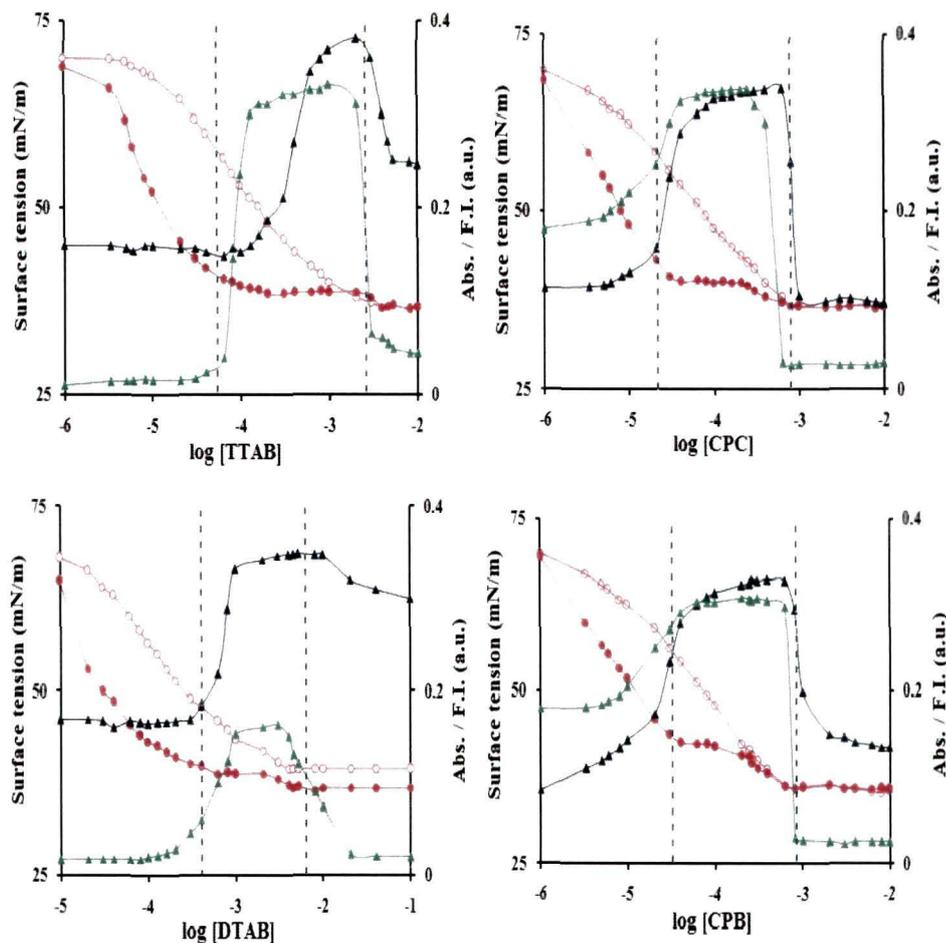 75
50
25
Surface tension (mN/m)
-6 -5 -4 -3 -2
log [TTAB]
0.4
0.2
0
Abs. / F.I. (a.u.)
75
50
25
Surface tension (mN/m)
-6 -5 -4 -3 -2
log [CPC]
0.4
0.2
0
Abs. / F.I. (a.u.)
75
50
25
Surface tension (mN/m)
-5 -4 -3 -2 -1
log [DTAB]
0.4
0.2
0
Abs. / F.I. (a.u.)
75
50
25
Surface tension (mN/m)
-6 -5 -4 -3 -2
log [CPB]
0.4
0.2
0
Abs. / F.I. (a.u.)